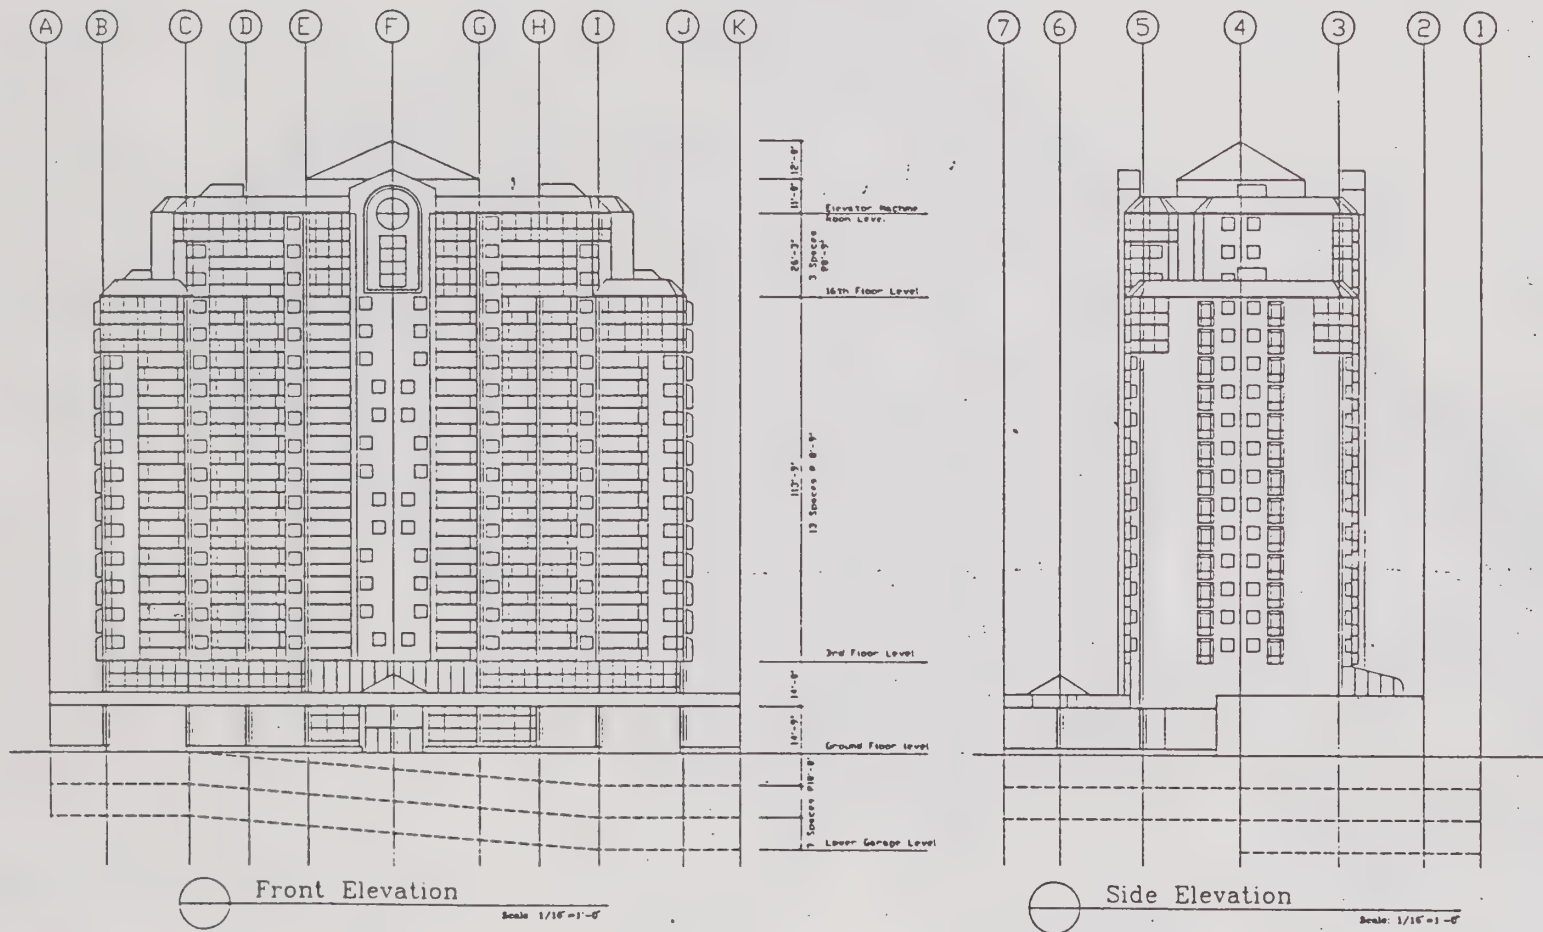 A B C D E F G H I J K
7 6 5 4 3 2 1
12'-0"
11'-0"
Elevator Machine
Room Level
26'-3"
3 Spaces
16th Floor Level
113'-9"
13 Spaces @ 8'-9"
3rd Floor Level
14'-0"
14'-9"
Ground Floor level
Spaces
Lower Garage Level
Front Elevation
Scale 1/16"=1'-0"
Side Elevation
Scale: 1/16"=1'-0"